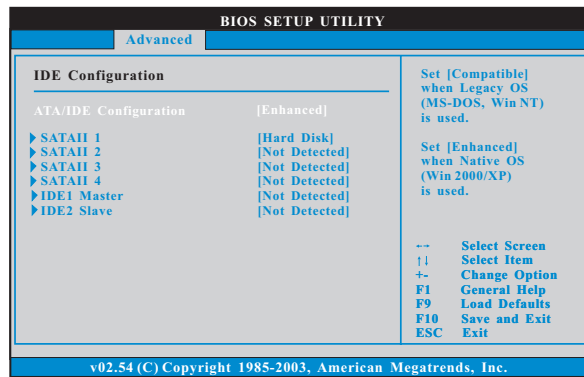 BIOS SETUP UTILITY
Advanced
IDE Configuration
ATA/IDE Configuration [Enhanced]
SATAII 1 [Hard Disk]
SATAII 2 [Not Detected]
SATAII 3 [Not Detected]
SATAII 4 [Not Detected]
IDE1 Master [Not Detected]
IDE2 Slave [Not Detected]
Set [Compatible]
when Legacy OS
(MS-DOS, Win NT)
is used.
Set [Enhanced]
when Native OS
(Win 2000/XP)
is used.
←→ Select Screen
↑↓ Select Item
+- Change Option
F1 General Help
F9 Load Defaults
F10 Save and Exit
ESC Exit
v02.54 (C) Copyright 1985-2003, American Megatrends, Inc.